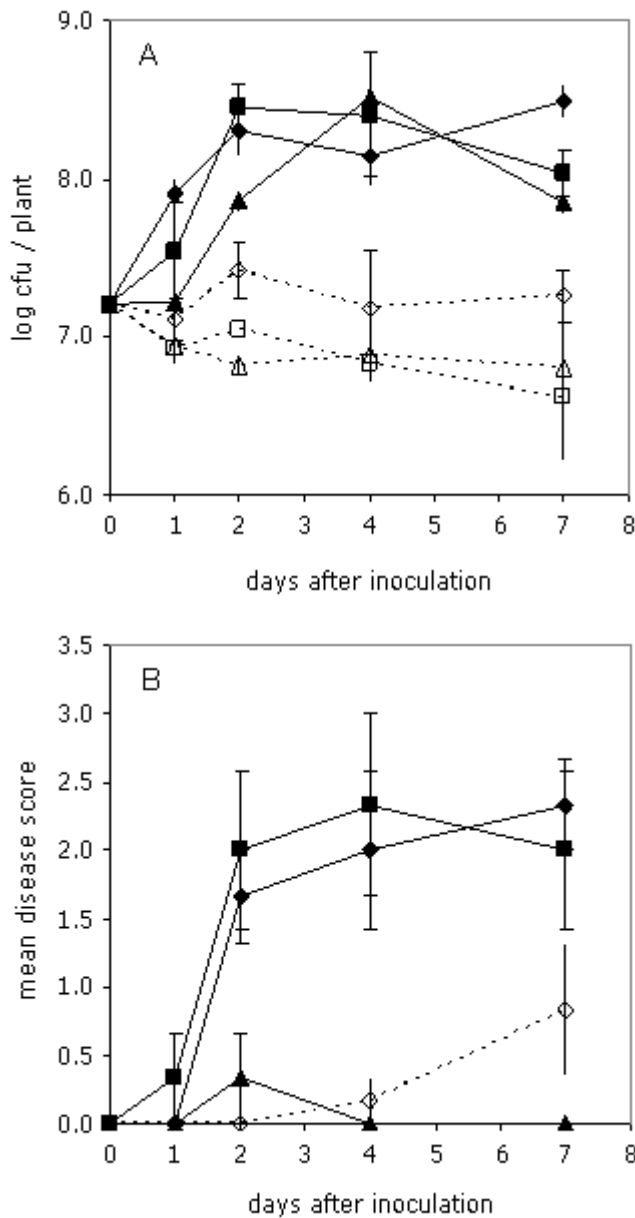 A
9.0
8.0
7.0
6.0
log cfu / plant
0 1 2 3 4 5 6 7 8
days after inoculation
B
3.5
3.0
2.5
2.0
1.5
1.0
0.5
0.0
mean disease score
0 1 2 3 4 5 6 7 8
days after inoculation